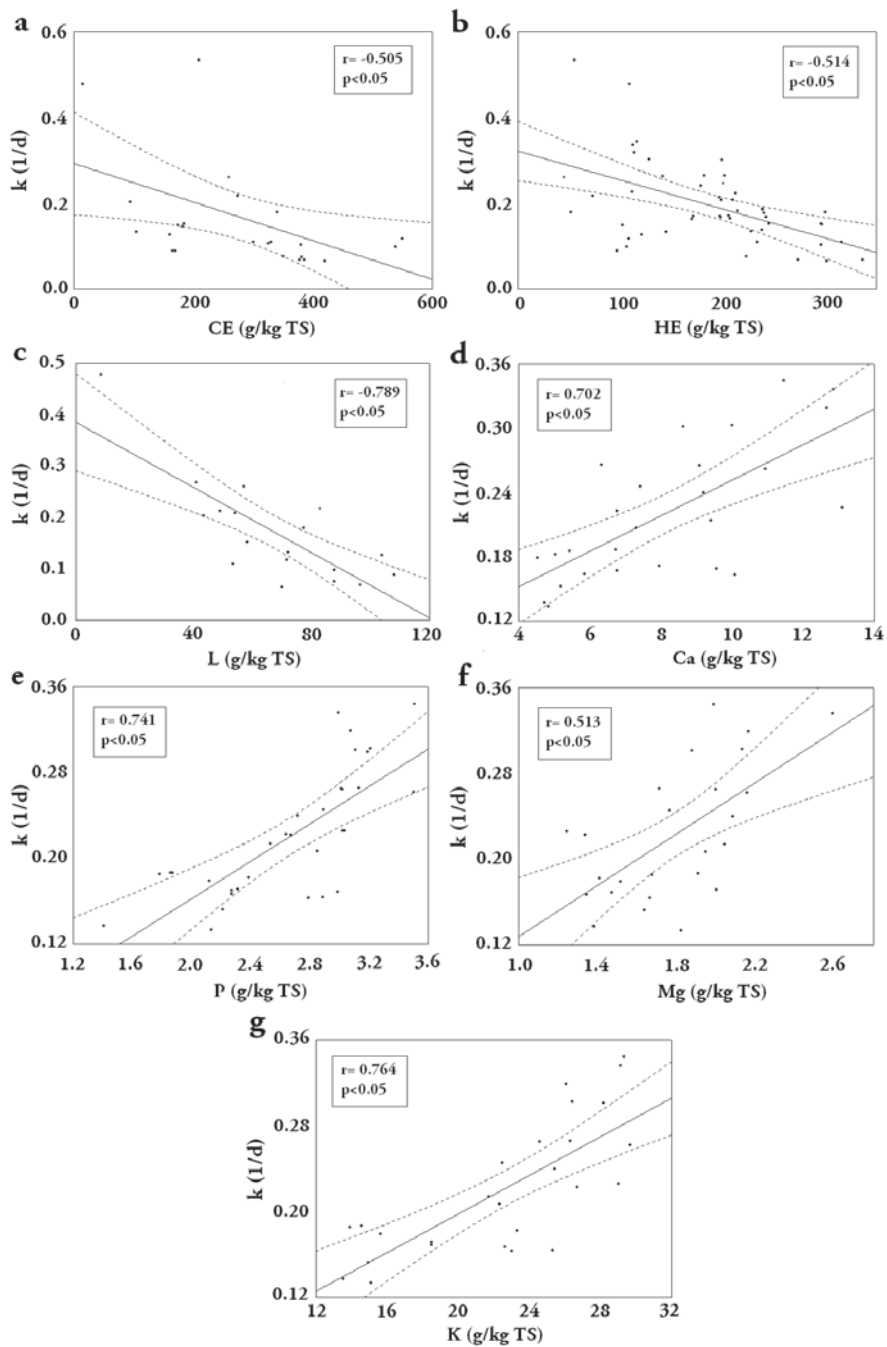 a
0.6
0.4
0.2
0.0
k (1/d)
r= -0.505
p<0.05
0
200
400
600
CE (g/kg TS)
b
0.6
0.4
0.2
0.0
k (1/d)
r= -0.514
p<0.05
0
100
200
300
HE (g/kg TS)
c
0.5
0.4
0.3
0.2
0.1
0.0
k (1/d)
r= -0.789
p<0.05
0
40
80
120
L (g/kg TS)
d
0.36
0.30
0.24
0.18
0.12
k (1/d)
r= 0.702
p<0.05
4
6
8
10
12
14
Ca (g/kg TS)
e
0.36
0.28
0.20
0.12
k (1/d)
r= 0.741
p<0.05
1.2
1.6
2.0
2.4
2.8
3.2
3.6
P (g/kg TS)
f
0.36
0.28
0.20
0.12
k (1/d)
r= 0.513
p<0.05
1.0
1.4
1.8
2.2
2.6
Mg (g/kg TS)
g
0.36
0.28
0.20
0.12
k (1/d)
r= 0.764
p<0.05
12
16
20
24
28
32
K (g/kg TS)